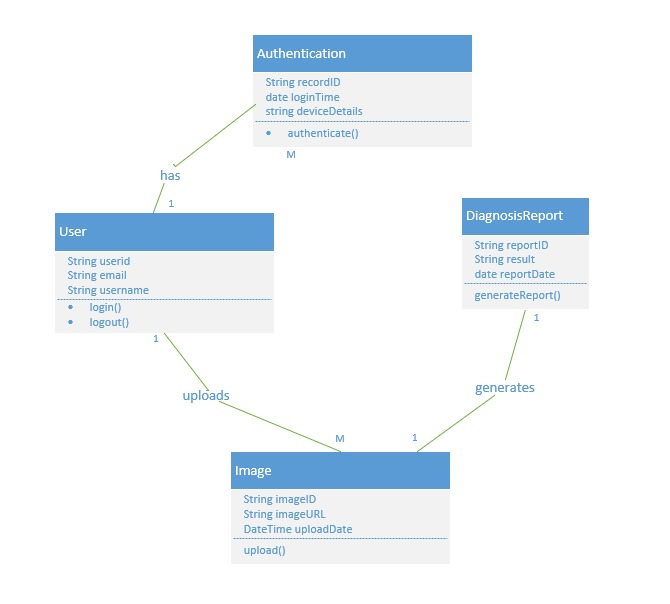 Authentication
String recordID
date loginTime
string deviceDetails
• authenticate()
M
has
1
User
String userid
String email
String username
• login()
• logout()
1
DiagnosisReport
String reportID
String result
date reportDate
generateReport()
1
uploads
generates
M
1
Image
String imageID
String imageURL
DateTime uploadDate
upload()